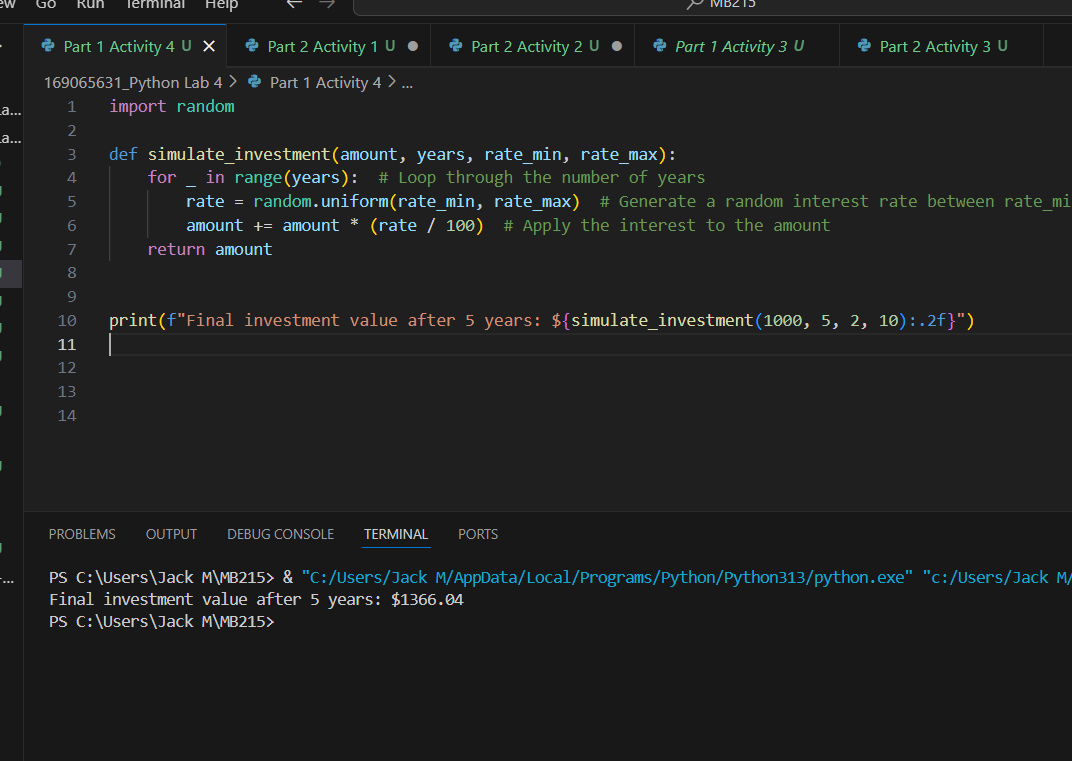 Go Run Terminal Help ← → MB215
Part 1 Activity 4 U × Part 2 Activity 1 U ● Part 2 Activity 2 U ● Part 1 Activity 3 U Part 2 Activity 3 U
169065631_Python Lab 4 > Part 1 Activity 4 > ...
1 import random
2
3 def simulate_investment(amount, years, rate_min, rate_max):
4     for _ in range(years):  # Loop through the number of years
5         rate = random.uniform(rate_min, rate_max)  # Generate a random interest rate between rate_mi
6         amount += amount * (rate / 100)  # Apply the interest to the amount
7     return amount
8
9
10 print(f"Final investment value after 5 years: ${simulate_investment(1000, 5, 2, 10):.2f}")
11
12
13
14
PROBLEMS OUTPUT DEBUG CONSOLE TERMINAL PORTS
PS C:\Users\Jack M\MB215> & "C:/Users/Jack M/AppData/Local/Programs/Python/Python313/python.exe" "c:/Users/Jack M/
Final investment value after 5 years: $1366.04
PS C:\Users\Jack M\MB215>